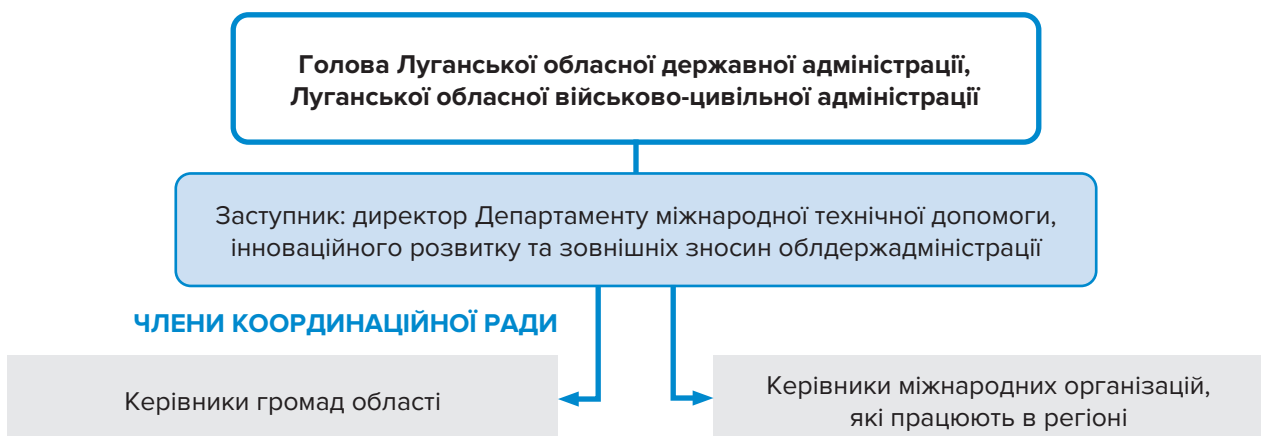 Голова Луганської обласної державної адміністрації,
Луганської обласної військово-цивільної адміністрації
Заступник: директор Департаменту міжнародної технічної допомоги,
інноваційного розвитку та зовнішніх зносин облдержадміністрації
ЧЛЕНИ КООРДИНАЦІЙНОЇ РАДИ
Керівники громад області
Керівники міжнародних організацій,
які працюють в регіоні